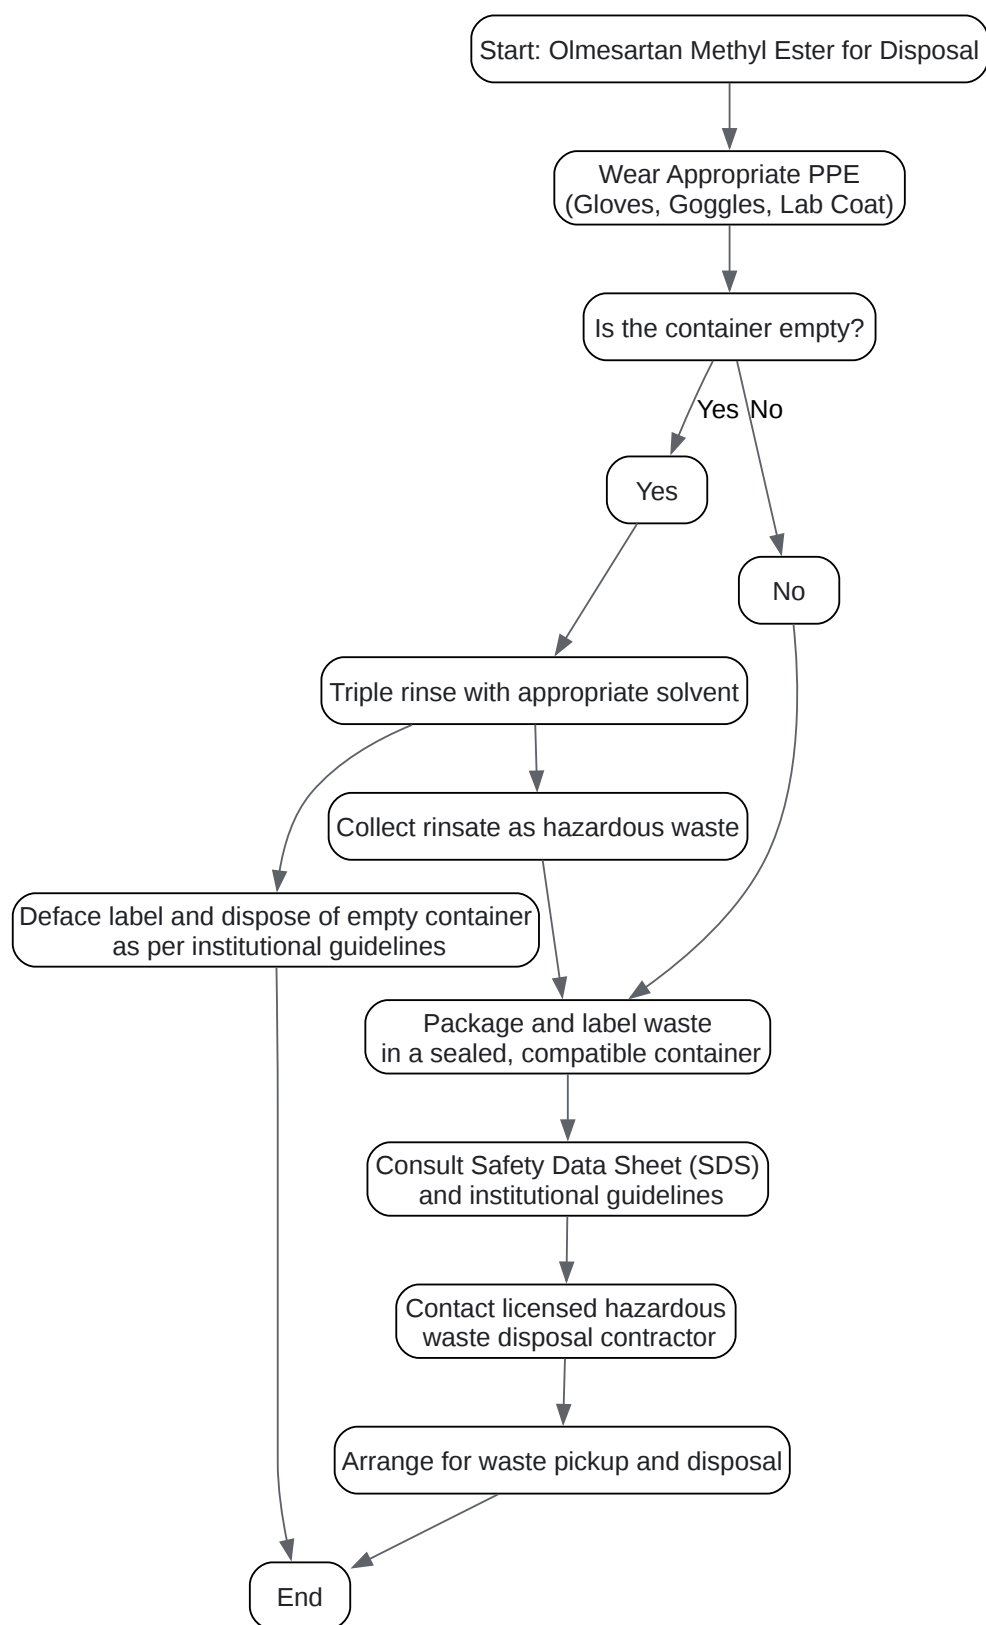 Start: Olmesartan Methyl Ester for Disposal
Wear Appropriate PPE
(Gloves, Goggles, Lab Coat)
Is the container empty?
Yes
No
Yes
No
Triple rinse with appropriate solvent
Collect rinsate as hazardous waste
Deface label and dispose of empty container
as per institutional guidelines
Package and label waste
in a sealed, compatible container
Consult Safety Data Sheet (SDS)
and institutional guidelines
Contact licensed hazardous
waste disposal contractor
Arrange for waste pickup and disposal
End